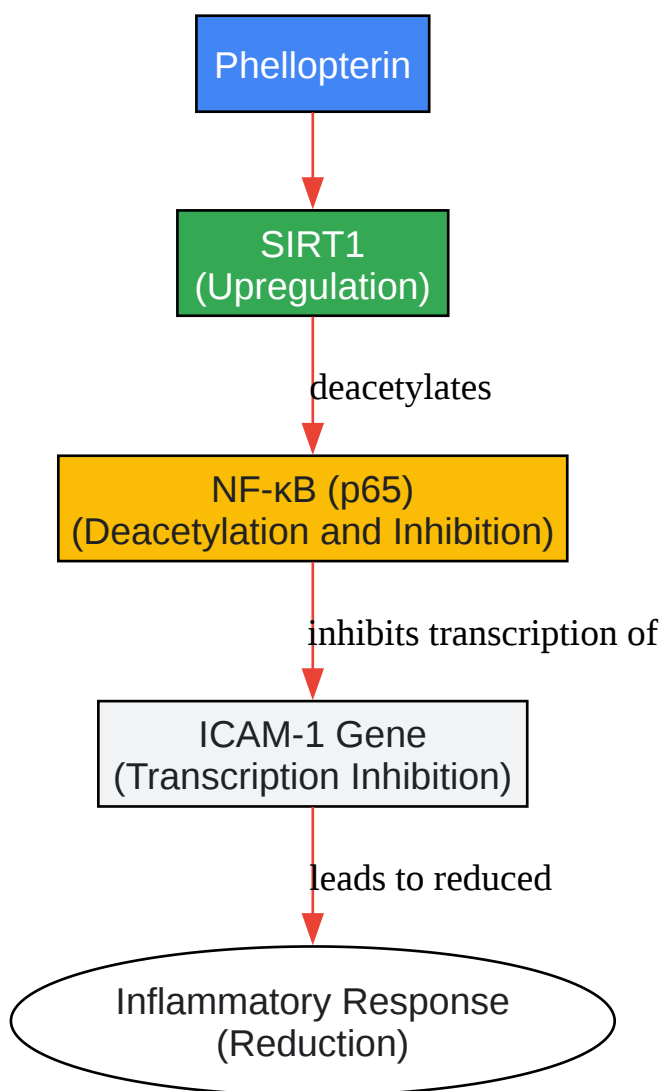 Phellopterin
SIRT1
(Upregulation)
deacetylates
NF-κB (p65)
(Deacetylation and Inhibition)
inhibits transcription of
ICAM-1 Gene
(Transcription Inhibition)
leads to reduced
Inflammatory Response
(Reduction)